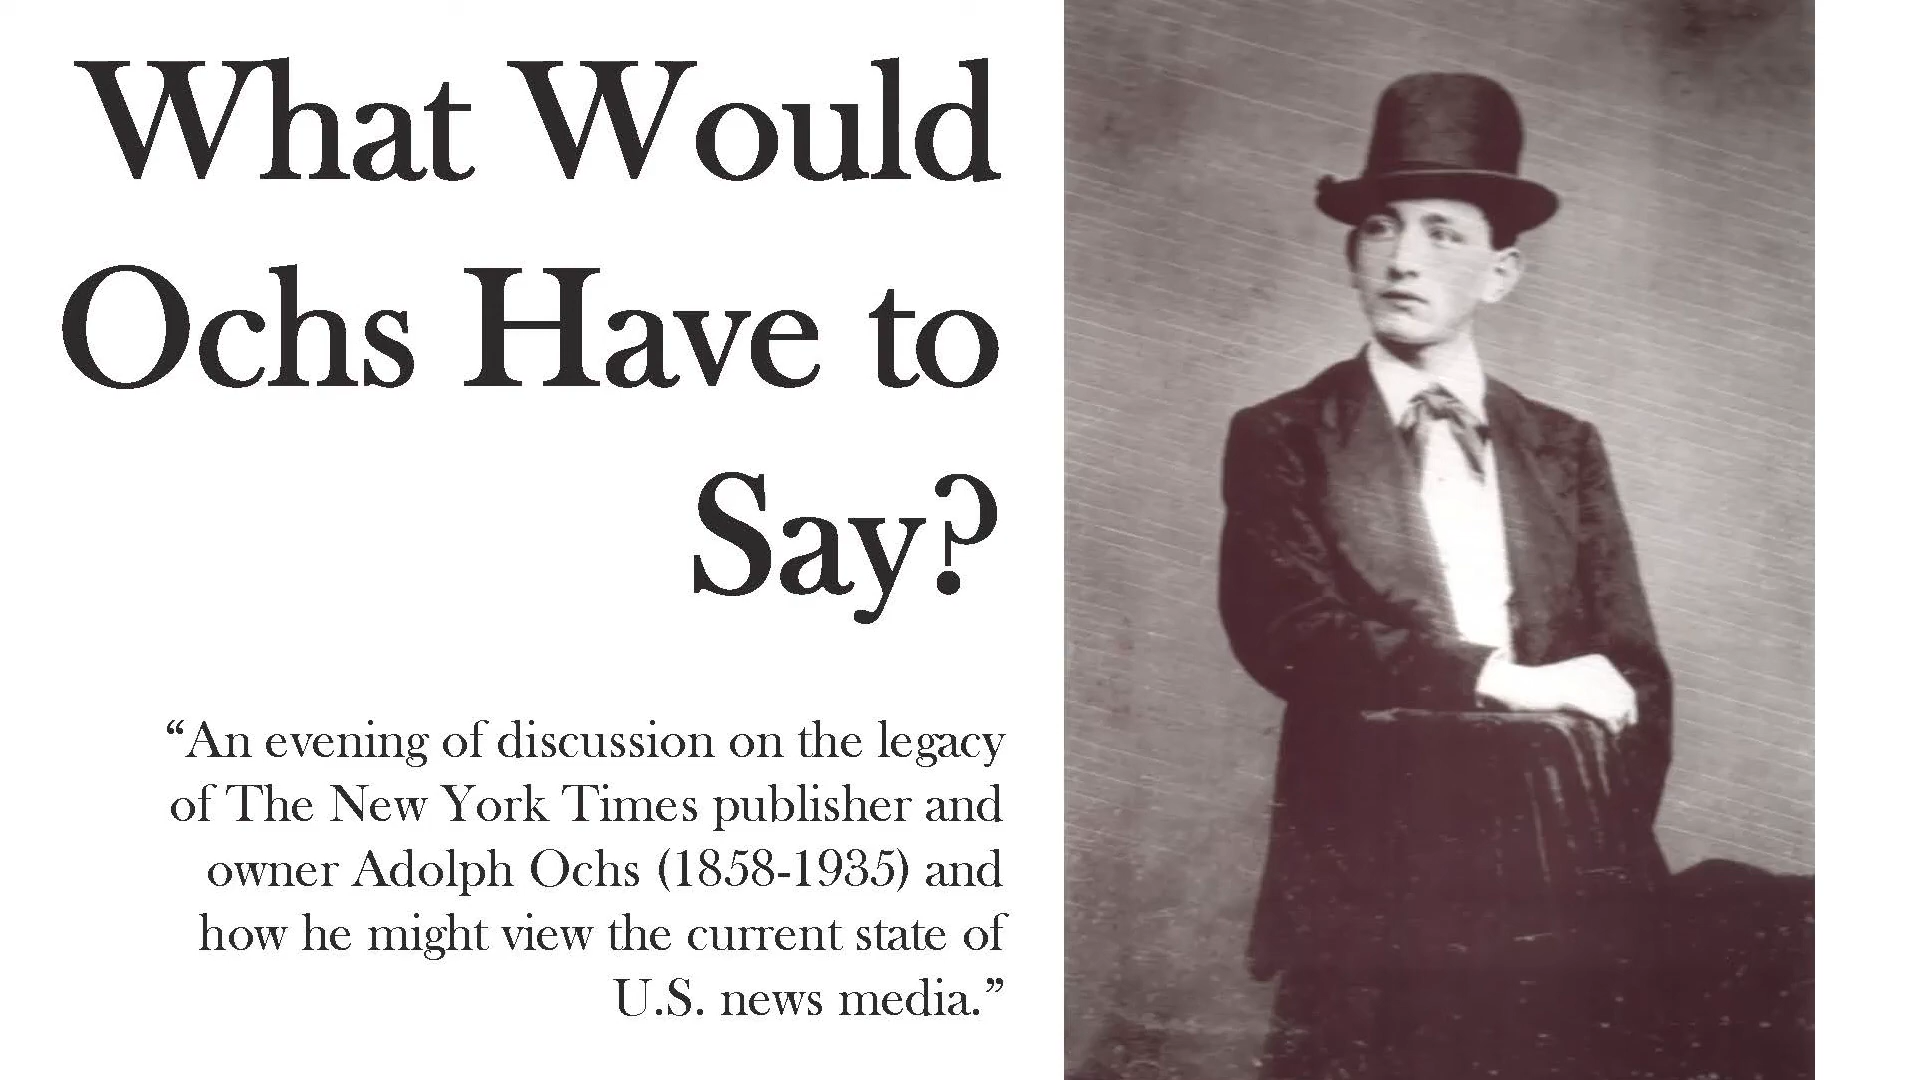 What Would
Ochs Have to
Say?
“An evening of discussion on the legacy
of The New York Times publisher and
owner Adolph Ochs (1858-1935) and
how he might view the current state of
U.S. news media.”